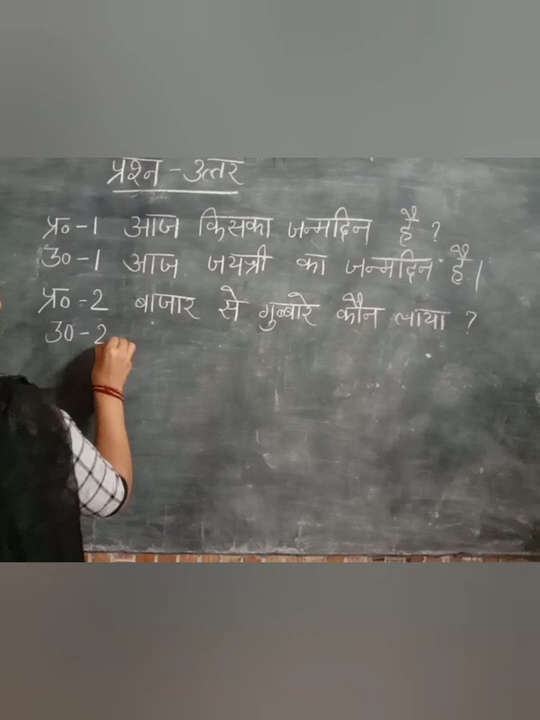 प्रश्न - उत्तर
प्र० - 1 आज किसका जन्मदिन है ?
उ० - 1 आज जयश्री का जन्मदिन है।
प्र० - 2 बाजार से गुब्बारे कौन लाया ?
उ० - 2